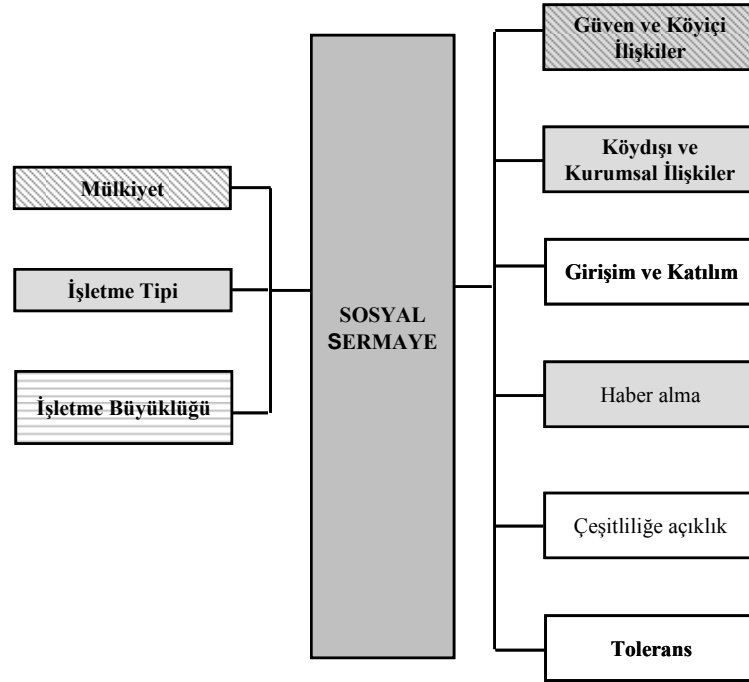 Mülkiyet
İşletme Tipi
İşletme Büyüklüğü
SOSYAL
SERMAYE
Güven ve Köyiçi
İlişkiler
Köydışı ve
Kurumsal İlişkiler
Girişim ve Katılım
Haber alma
Çeşitliliğe açıklık
Tolerans